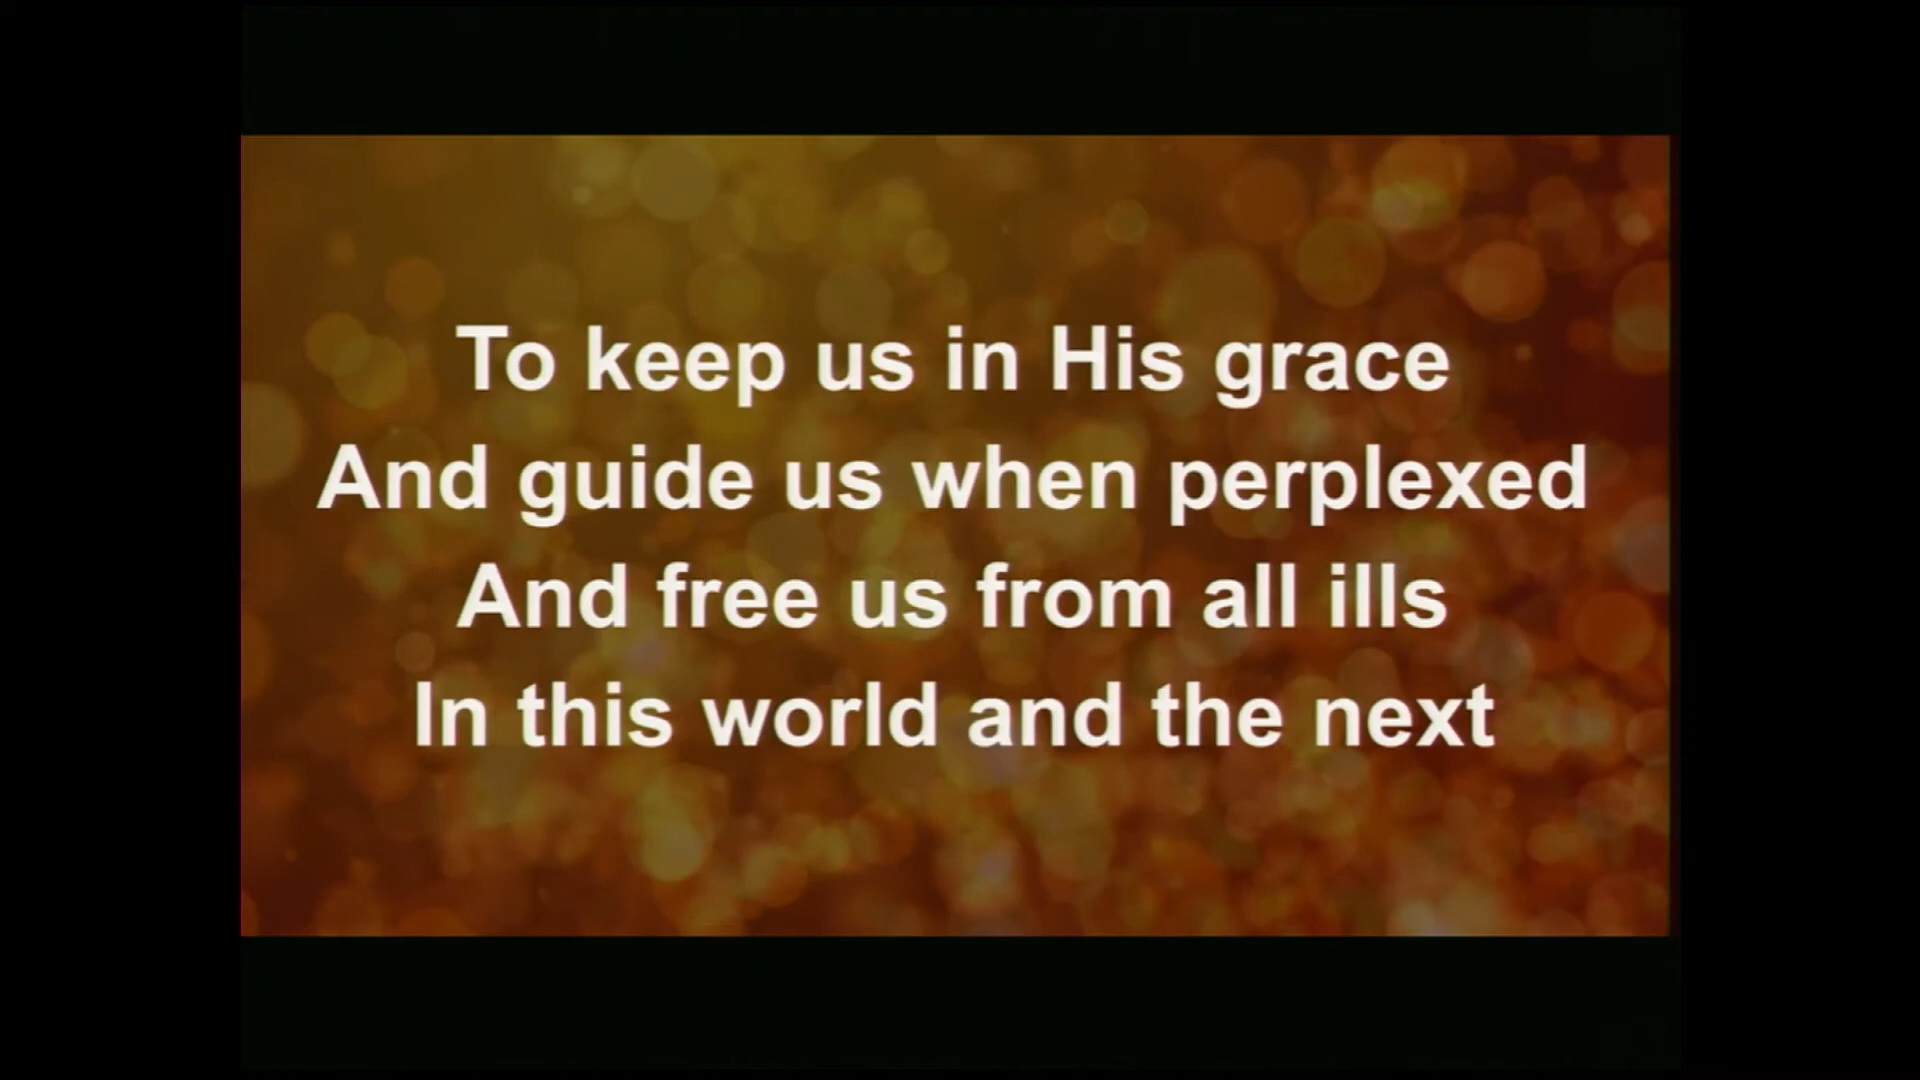 To keep us in His grace
And guide us when perplexed
And free us from all ills
In this world and the next